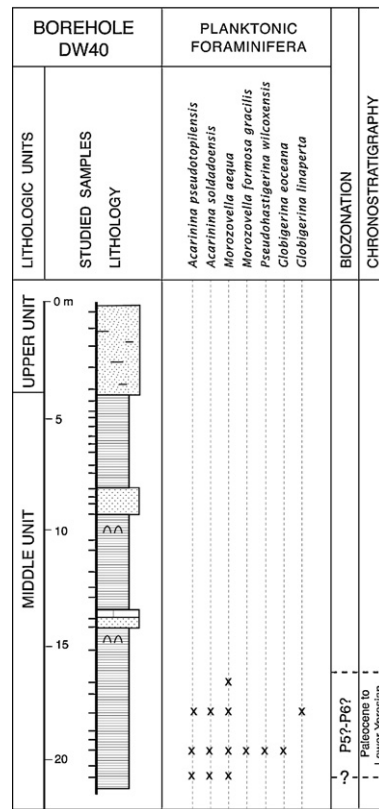 BOREHOLE
DW40
PLANKTONIC
FORAMINIFERA
LITHOLOGIC UNITS
STUDIED SAMPLES
LITHOLOGY
Acarinina pseudotopilensis
Acarinina soldadoensis
Morozovella aequa
Morozovella formosa gracilis
Pseudohastigerina wilcoxensis
Globigerina eoceana
Globigerina linaperta
BIOZONATION
CHRONOSTRATIGRAPHY
UPPER UNIT
MIDDLE UNIT
0 m
5
10
15
20
x
x x x x
x x x x x x
x x x
P5?-P6?
?
Paleocene to
Lower Ypresian